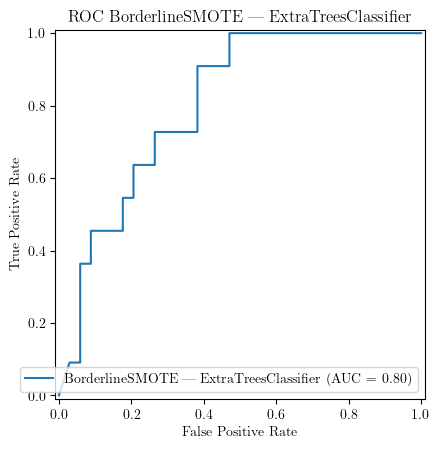 ROC BorderlineSMOTE — ExtraTreesClassifier
1.0
0.8
0.6
0.4
0.2
0.0
True Positive Rate
BorderlineSMOTE — ExtraTreesClassifier (AUC = 0.80)
0.0 0.2 0.4 0.6 0.8 1.0
False Positive Rate